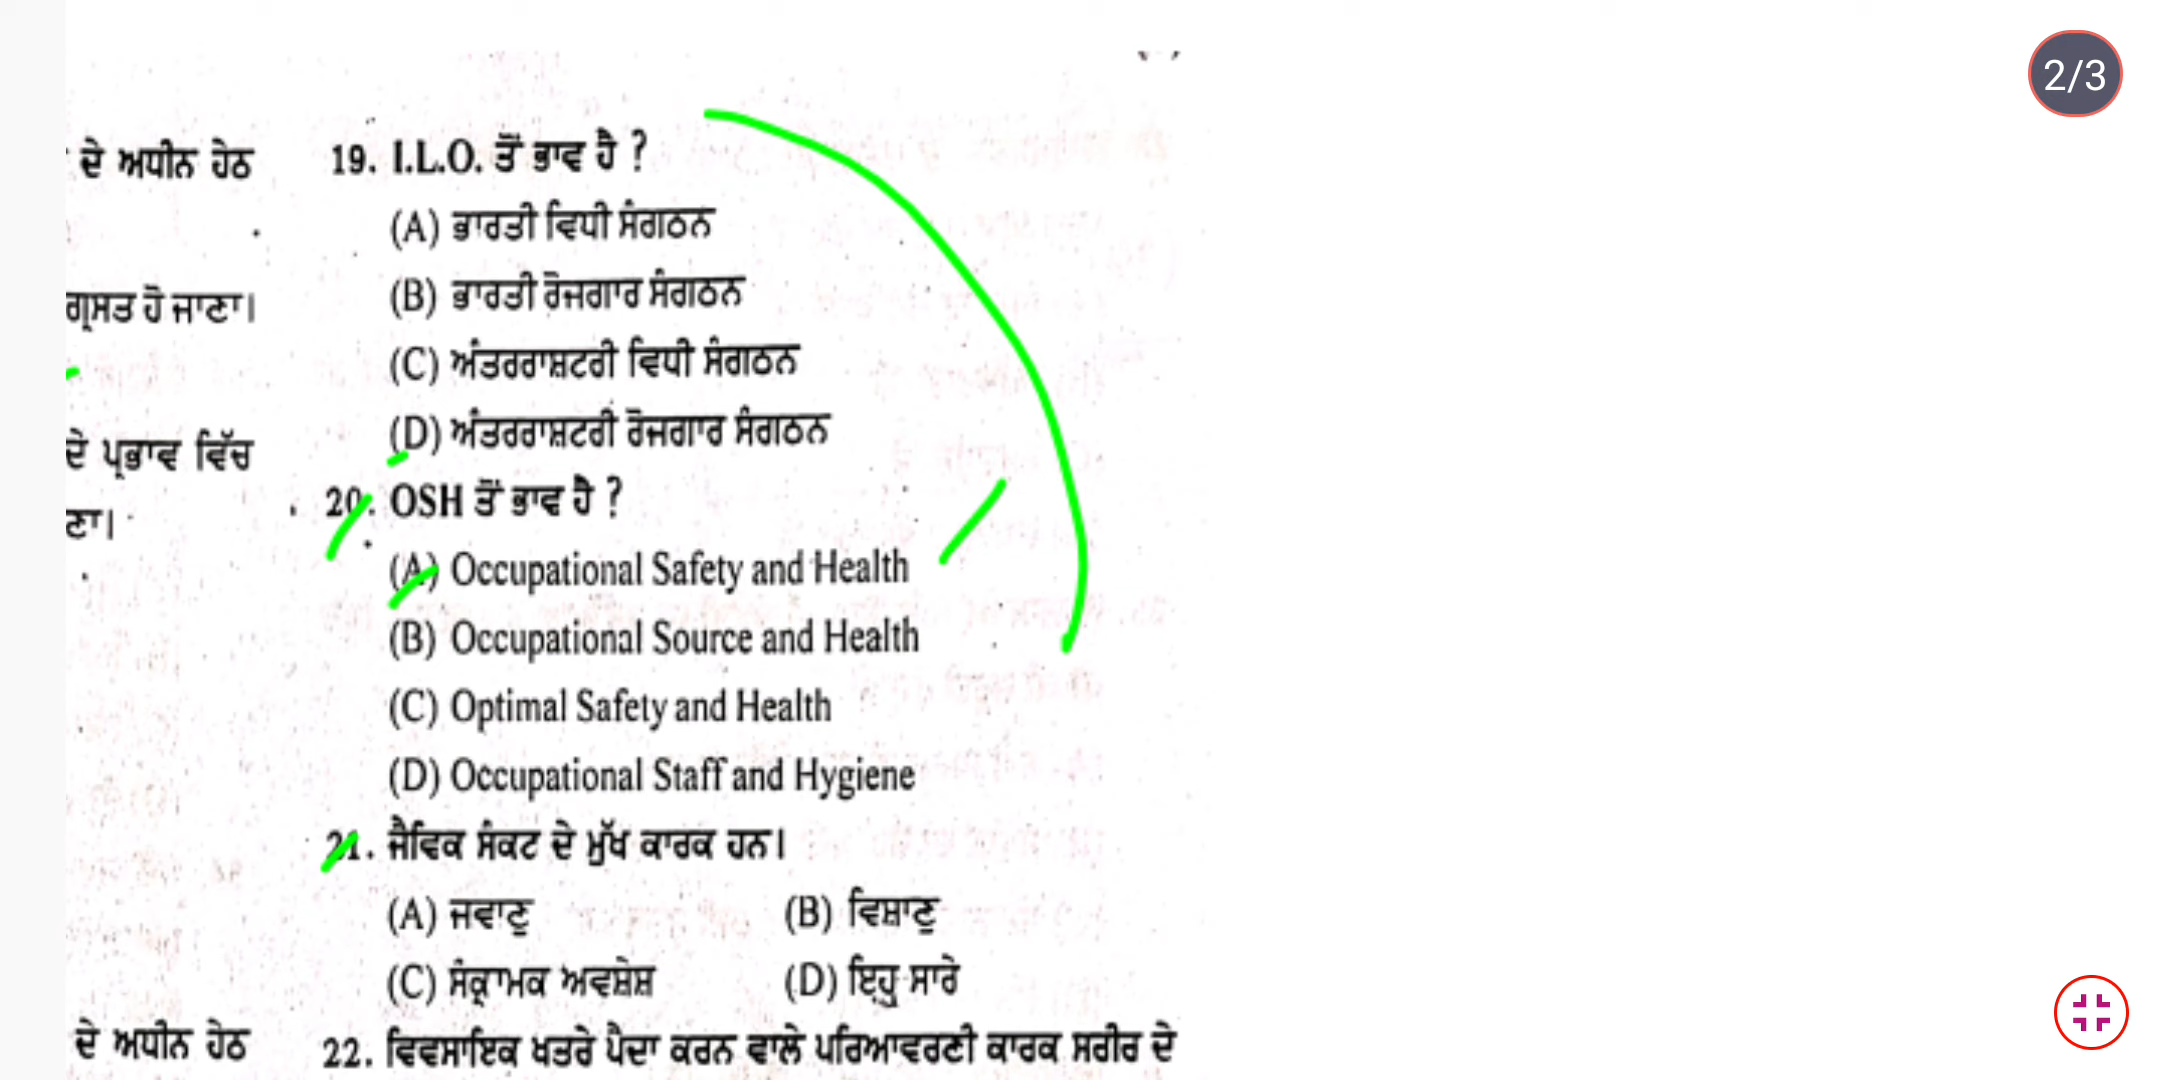 2/3
ਦੇ ਅਧੀਨ ਹੇਠ
ਗ੍ਰਸਤ ਹੋ ਜਾਣਾ।
ਦੇ ਪ੍ਰਭਾਵ ਵਿੱਚ
ਣਾ।
ਦੇ ਅਧੀਨ ਹੇਠ
19. I.L.O. ਤੋਂ ਭਾਵ ਹੈ ?
(A) ਭਾਰਤੀ ਵਿਧੀ ਸੰਗਠਨ
(B) ਭਾਰਤੀ ਰੋਜਗਾਰ ਸੰਗਠਨ
(C) ਅੰਤਰਰਾਸ਼ਟਰੀ ਵਿਧੀ ਸੰਗਠਨ
(D) ਅੰਤਰਰਾਸ਼ਟਰੀ ਰੋਜਗਾਰ ਸੰਗਠਨ
20. OSH ਤੋਂ ਭਾਵ ਹੈ ?
(A) Occupational Safety and Health
(B) Occupational Source and Health
(C) Optimal Safety and Health
(D) Occupational Staff and Hygiene
21. ਜੈਵਿਕ ਸੰਕਟ ਦੇ ਮੁੱਖ ਕਾਰਕ ਹਨ।
(A) ਜਵਾਣੂ (B) ਵਿਸ਼ਾਣੂ
(C) ਸੰਕ੍ਰਾਮਕ ਅਵਸ਼ੇਸ਼ (D) ਇਹ ਸਾਰੇ
22. ਵਿਵਸਾਇਕ ਖਤਰੇ ਪੈਦਾ ਕਰਨ ਵਾਲੇ ਪਰਿਆਵਰਣੀ ਕਾਰਕ ਸਰੀਰ ਦੇ